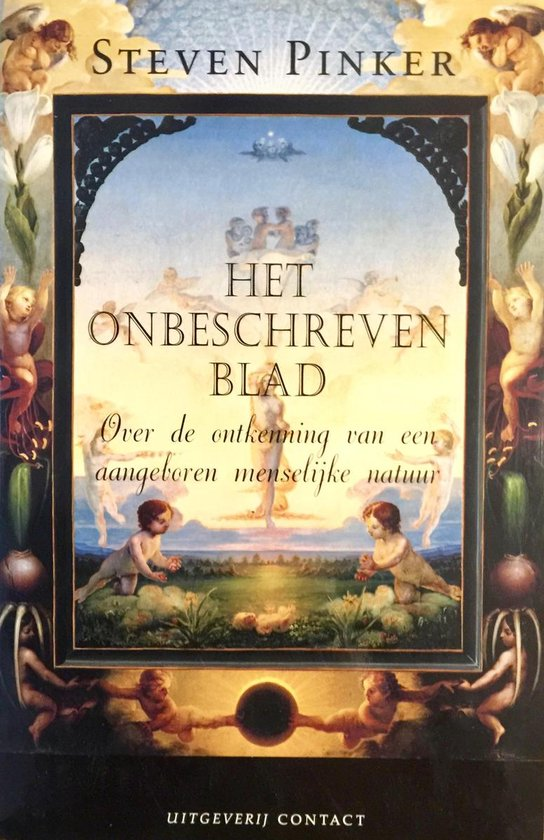 STEVEN PINKER
HET
ONBESCHREVEN
BLAD
Over de ontkenning van een
aangeboren menselijke natuur
UITGEVERIJ CONTACT